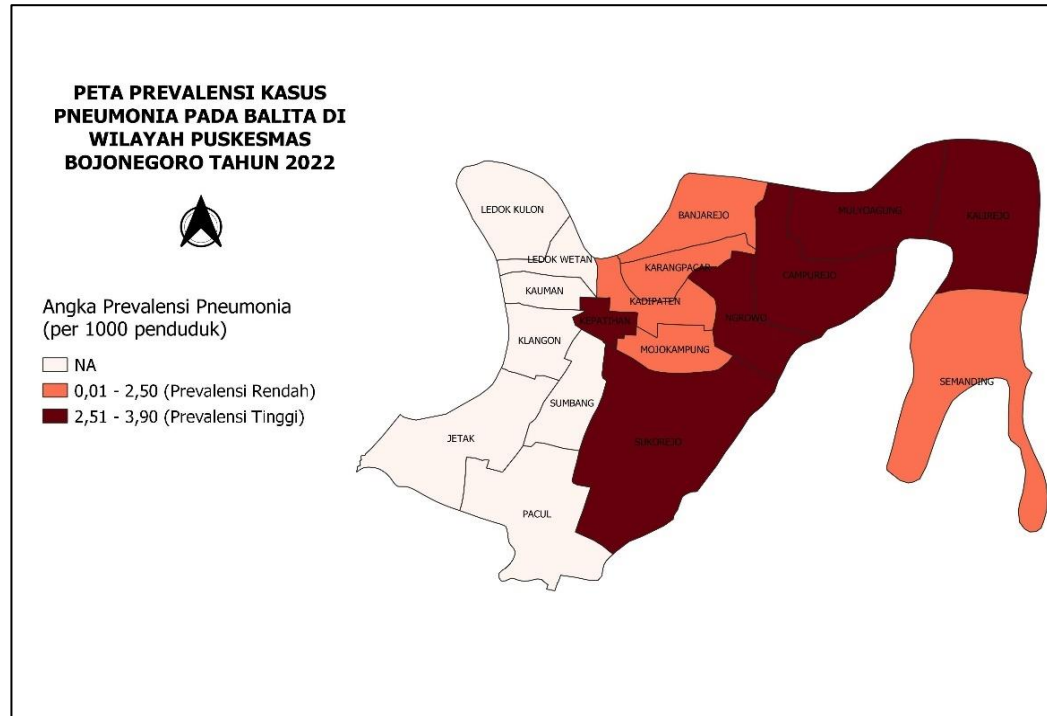 PETA PREVALENSI KASUS
PNEUMONIA PADA BALITA DI
WILAYAH PUSKESMAS
BOJONEGORO TAHUN 2022
Angka Prevalensi Pneumonia
(per 1000 penduduk)
NA
0,01 - 2,50 (Prevalensi Rendah)
2,51 - 3,90 (Prevalensi Tinggi)
LEDOK KULON
BANJAREJO
MULYOAGUNG
KALIREJO
LEDOK WETAN
KARANGPACAR
CAMPUREJO
KAUMAN
KADIPATEN
NGROWO
KEPATIHAN
KLANGON
MOJOKAMPUNG
SEMANDING
SUMBANG
JETAK
SUKOREJO
PACUL